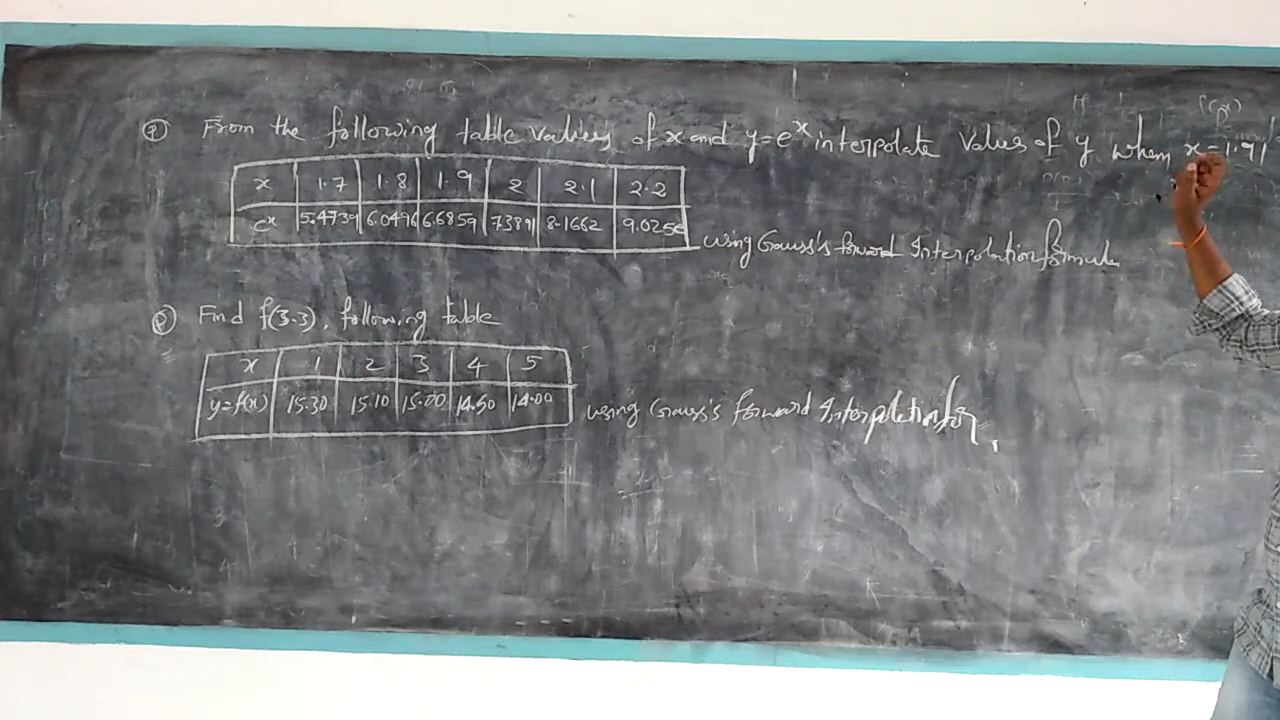 From the following table values of x and y=e^x interpolate values of y when x=1.91
x 1.7 1.8 1.9 2 2.1 2.2
e^x 5.4739 6.0496 6.6859 7.3891 8.1662 9.0250
using Gauss's forward Interpolation formula
Find f(3.3), following table
x 1 2 3 4 5
y=f(x) 15.30 15.10 15.00 14.50 14.00
using Gauss's forward Interpolation for